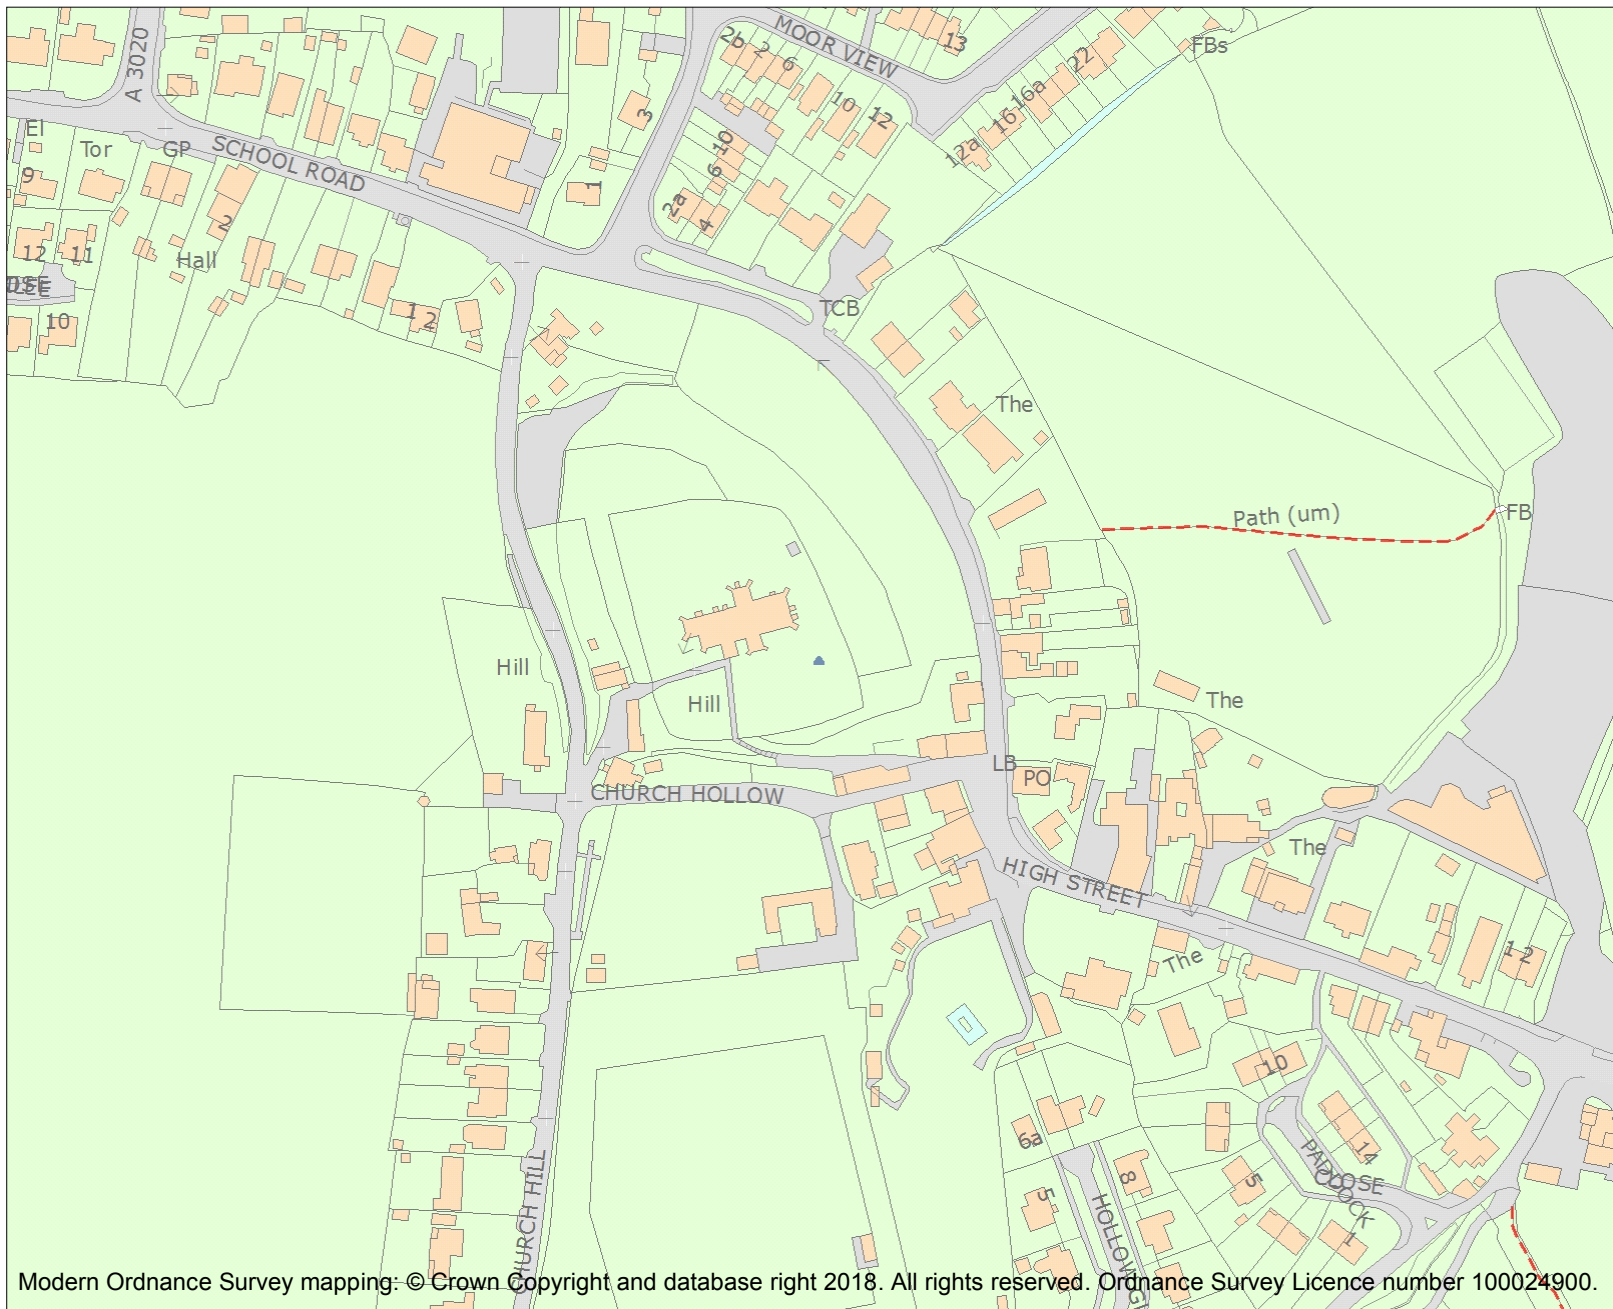 MOOR VIEW
2b
2
6
13
22
FBs
A 3020
El
Tor
GP
SCHOOL ROAD
9
3
10
12
16a
16
12a
10
6
1
2a
4
2
12
11
Hall
10
1
2
TCB
The
Path (um)
FB
Hill
Hill
The
LB
PO
CHURCH HOLLOW
The
HIGH STREET
The
1
2
10
14
6a
5
8
5
PADDOCK
CLOSE
1
CHURCH HILL
Modern Ordnance Survey mapping: © Crown Copyright and database right 2018. All rights reserved. Ordnance Survey Licence number 100024900.